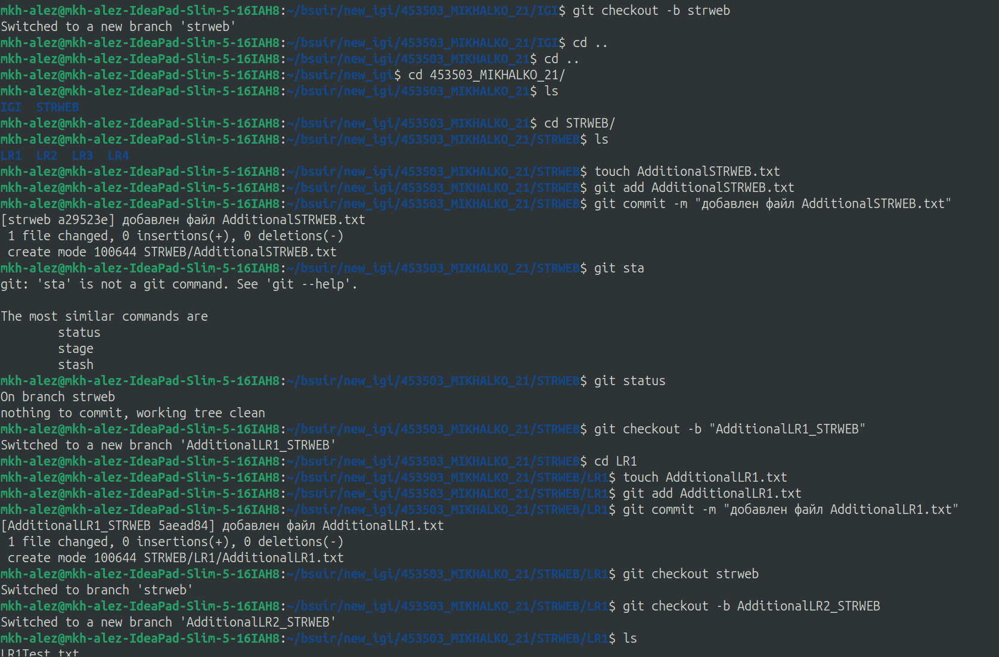 mkh-alez@mkh-alez-IdeaPad-Slim-5-16IAH8:~/bsuir/new_igi/453503_MIKHALKO_21/IGI$ git checkout -b strweb
Switched to a new branch 'strweb'
mkh-alez@mkh-alez-IdeaPad-Slim-5-16IAH8:~/bsuir/new_igi/453503_MIKHALKO_21/IGI$ cd ..
mkh-alez@mkh-alez-IdeaPad-Slim-5-16IAH8:~/bsuir/new_igi/453503_MIKHALKO_21$ cd ..
mkh-alez@mkh-alez-IdeaPad-Slim-5-16IAH8:~/bsuir/new_igi$ cd 453503_MIKHALKO_21/
mkh-alez@mkh-alez-IdeaPad-Slim-5-16IAH8:~/bsuir/new_igi/453503_MIKHALKO_21$ ls
IGI  STRWEB
mkh-alez@mkh-alez-IdeaPad-Slim-5-16IAH8:~/bsuir/new_igi/453503_MIKHALKO_21$ cd STRWEB/
mkh-alez@mkh-alez-IdeaPad-Slim-5-16IAH8:~/bsuir/new_igi/453503_MIKHALKO_21/STRWEB$ ls
LR1  LR2  LR3  LR4
mkh-alez@mkh-alez-IdeaPad-Slim-5-16IAH8:~/bsuir/new_igi/453503_MIKHALKO_21/STRWEB$ touch AdditionalSTRWEB.txt
mkh-alez@mkh-alez-IdeaPad-Slim-5-16IAH8:~/bsuir/new_igi/453503_MIKHALKO_21/STRWEB$ git add AdditionalSTRWEB.txt
mkh-alez@mkh-alez-IdeaPad-Slim-5-16IAH8:~/bsuir/new_igi/453503_MIKHALKO_21/STRWEB$ git commit -m "добавлен файл AdditionalSTRWEB.txt"
[strweb a29523e] добавлен файл AdditionalSTRWEB.txt
 1 file changed, 0 insertions(+), 0 deletions(-)
 create mode 100644 STRWEB/AdditionalSTRWEB.txt
mkh-alez@mkh-alez-IdeaPad-Slim-5-16IAH8:~/bsuir/new_igi/453503_MIKHALKO_21/STRWEB$ git sta
git: 'sta' is not a git command. See 'git --help'.

The most similar commands are
        status
        stage
        stash
mkh-alez@mkh-alez-IdeaPad-Slim-5-16IAH8:~/bsuir/new_igi/453503_MIKHALKO_21/STRWEB$ git status
On branch strweb
nothing to commit, working tree clean
mkh-alez@mkh-alez-IdeaPad-Slim-5-16IAH8:~/bsuir/new_igi/453503_MIKHALKO_21/STRWEB$ git checkout -b "AdditionalLR1_STRWEB"
Switched to a new branch 'AdditionalLR1_STRWEB'
mkh-alez@mkh-alez-IdeaPad-Slim-5-16IAH8:~/bsuir/new_igi/453503_MIKHALKO_21/STRWEB$ cd LR1
mkh-alez@mkh-alez-IdeaPad-Slim-5-16IAH8:~/bsuir/new_igi/453503_MIKHALKO_21/STRWEB/LR1$ touch AdditionalLR1.txt
mkh-alez@mkh-alez-IdeaPad-Slim-5-16IAH8:~/bsuir/new_igi/453503_MIKHALKO_21/STRWEB/LR1$ git add AdditionalLR1.txt
mkh-alez@mkh-alez-IdeaPad-Slim-5-16IAH8:~/bsuir/new_igi/453503_MIKHALKO_21/STRWEB/LR1$ git commit -m "добавлен файл AdditionalLR1.txt"
[AdditionalLR1_STRWEB 5aead84] добавлен файл AdditionalLR1.txt
 1 file changed, 0 insertions(+), 0 deletions(-)
 create mode 100644 STRWEB/LR1/AdditionalLR1.txt
mkh-alez@mkh-alez-IdeaPad-Slim-5-16IAH8:~/bsuir/new_igi/453503_MIKHALKO_21/STRWEB/LR1$ git checkout strweb
Switched to branch 'strweb'
mkh-alez@mkh-alez-IdeaPad-Slim-5-16IAH8:~/bsuir/new_igi/453503_MIKHALKO_21/STRWEB/LR1$ git checkout -b AdditionalLR2_STRWEB
Switched to a new branch 'AdditionalLR2_STRWEB'
mkh-alez@mkh-alez-IdeaPad-Slim-5-16IAH8:~/bsuir/new_igi/453503_MIKHALKO_21/STRWEB/LR1$ ls
LR1Test.txt